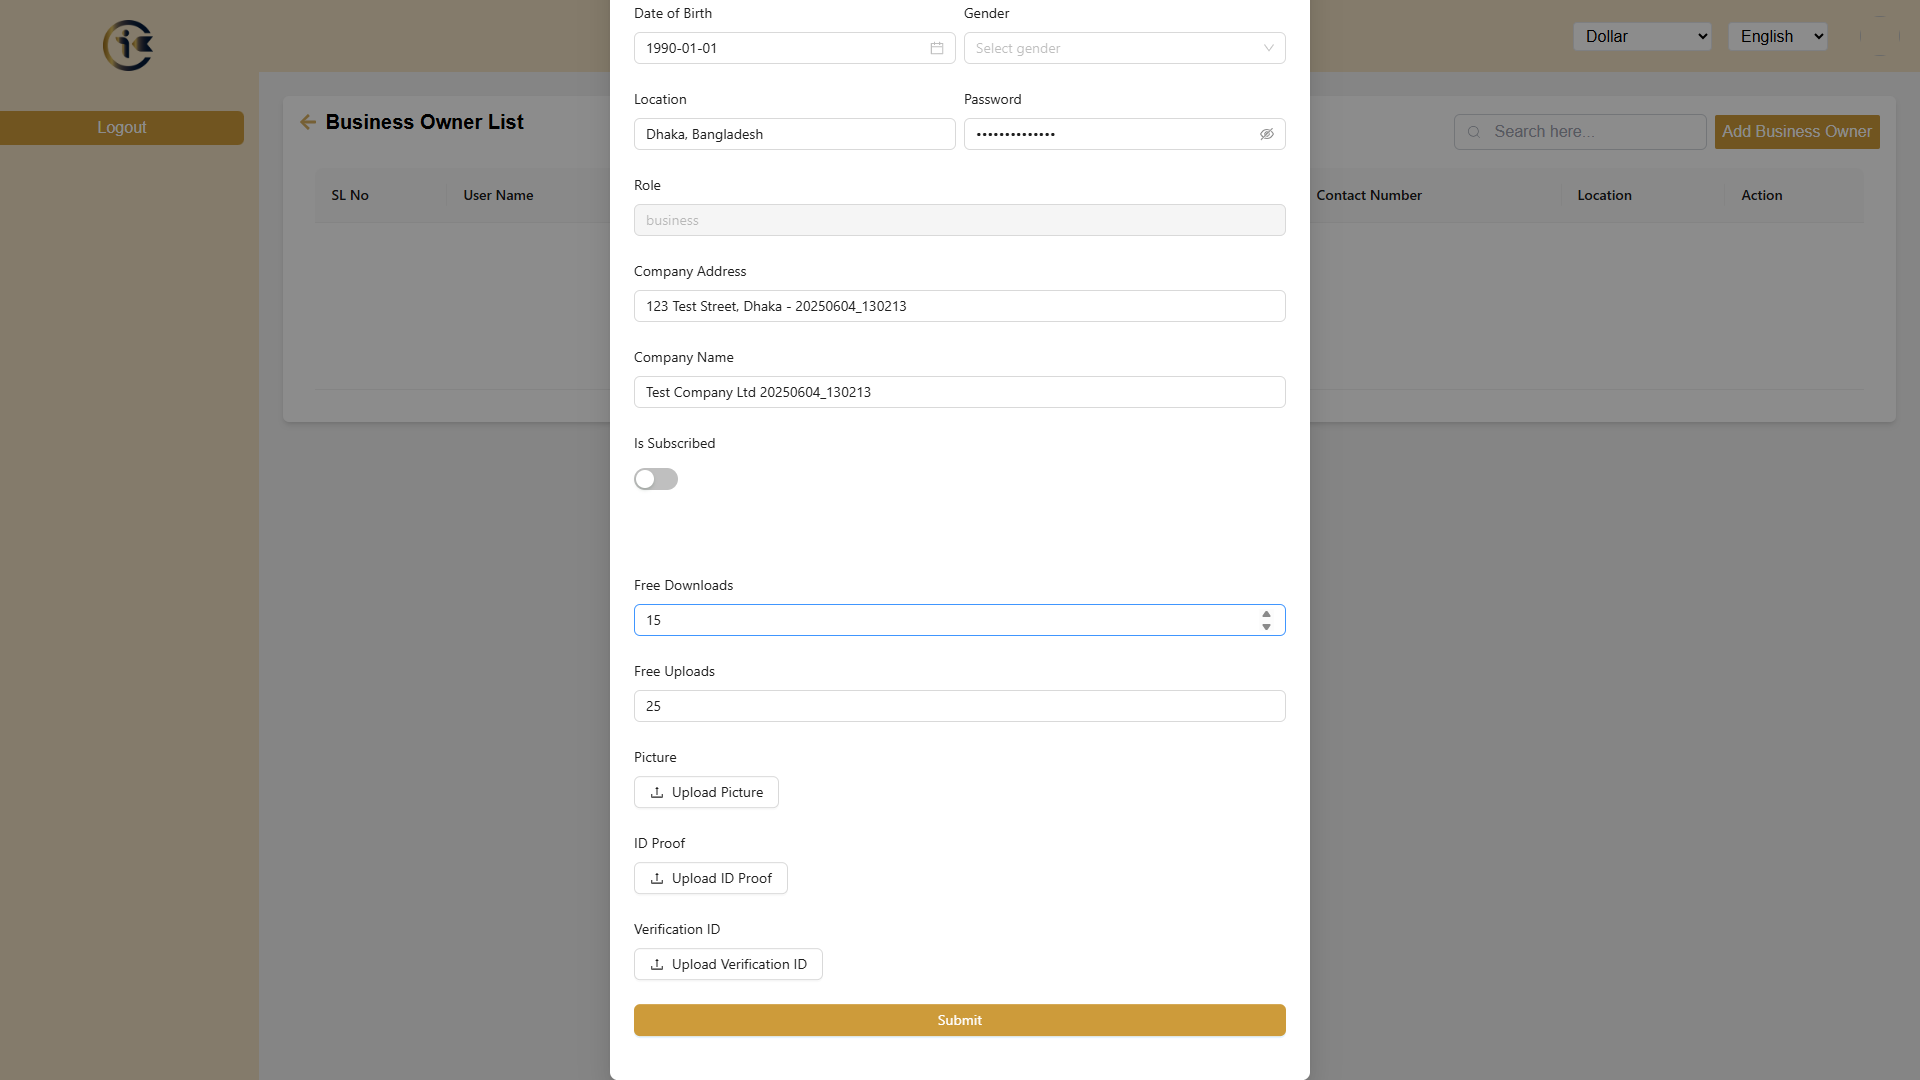 Dollar
English
Logout
Business Owner List
Search here...
Add Business Owner
SL No
User Name
Contact Number
Location
Action
Date of Birth
Gender
1990-01-01
Select gender
Location
Password
Dhaka, Bangladesh
••••••••••••••
Role
business
Company Address
123 Test Street, Dhaka - 20250604_130213
Company Name
Test Company Ltd 20250604_130213
Is Subscribed
Free Downloads
15
Free Uploads
25
Picture
Upload Picture
ID Proof
Upload ID Proof
Verification ID
Upload Verification ID
Submit